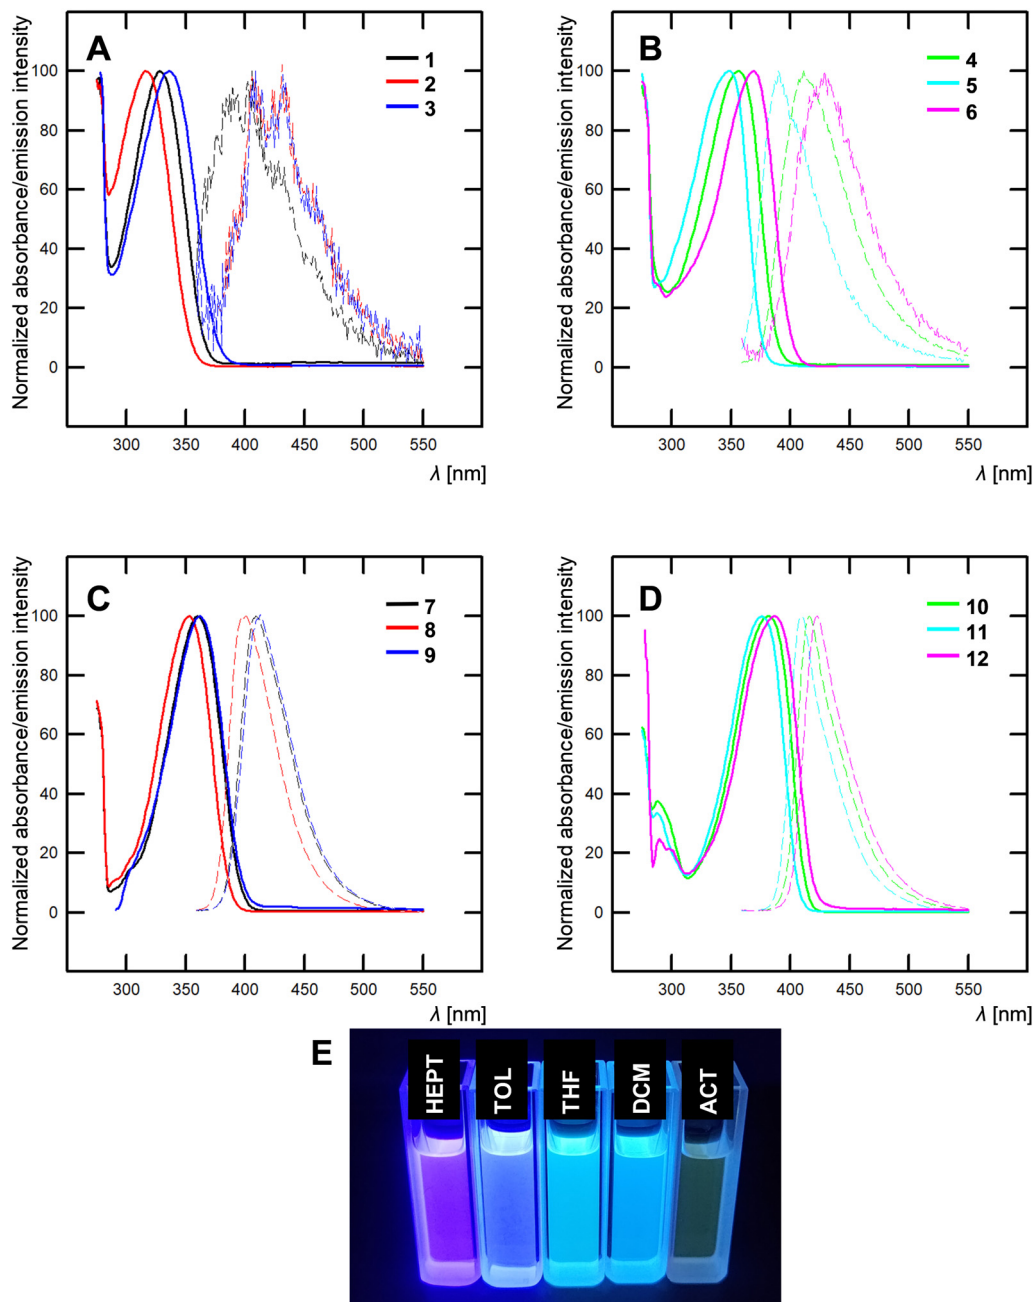 Normalized absorbance/emission intensity
A
1
2
3
100
80
60
40
20
0
300 350 400 450 500 550
λ [nm]
Normalized absorbance/emission intensity
B
4
5
6
100
80
60
40
20
0
300 350 400 450 500 550
λ [nm]
Normalized absorbance/emission intensity
C
7
8
9
100
80
60
40
20
0
300 350 400 450 500 550
λ [nm]
Normalized absorbance/emission intensity
D
10
11
12
100
80
60
40
20
0
300 350 400 450 500 550
λ [nm]
E
HEPT
TOL
THF
DCM
ACT